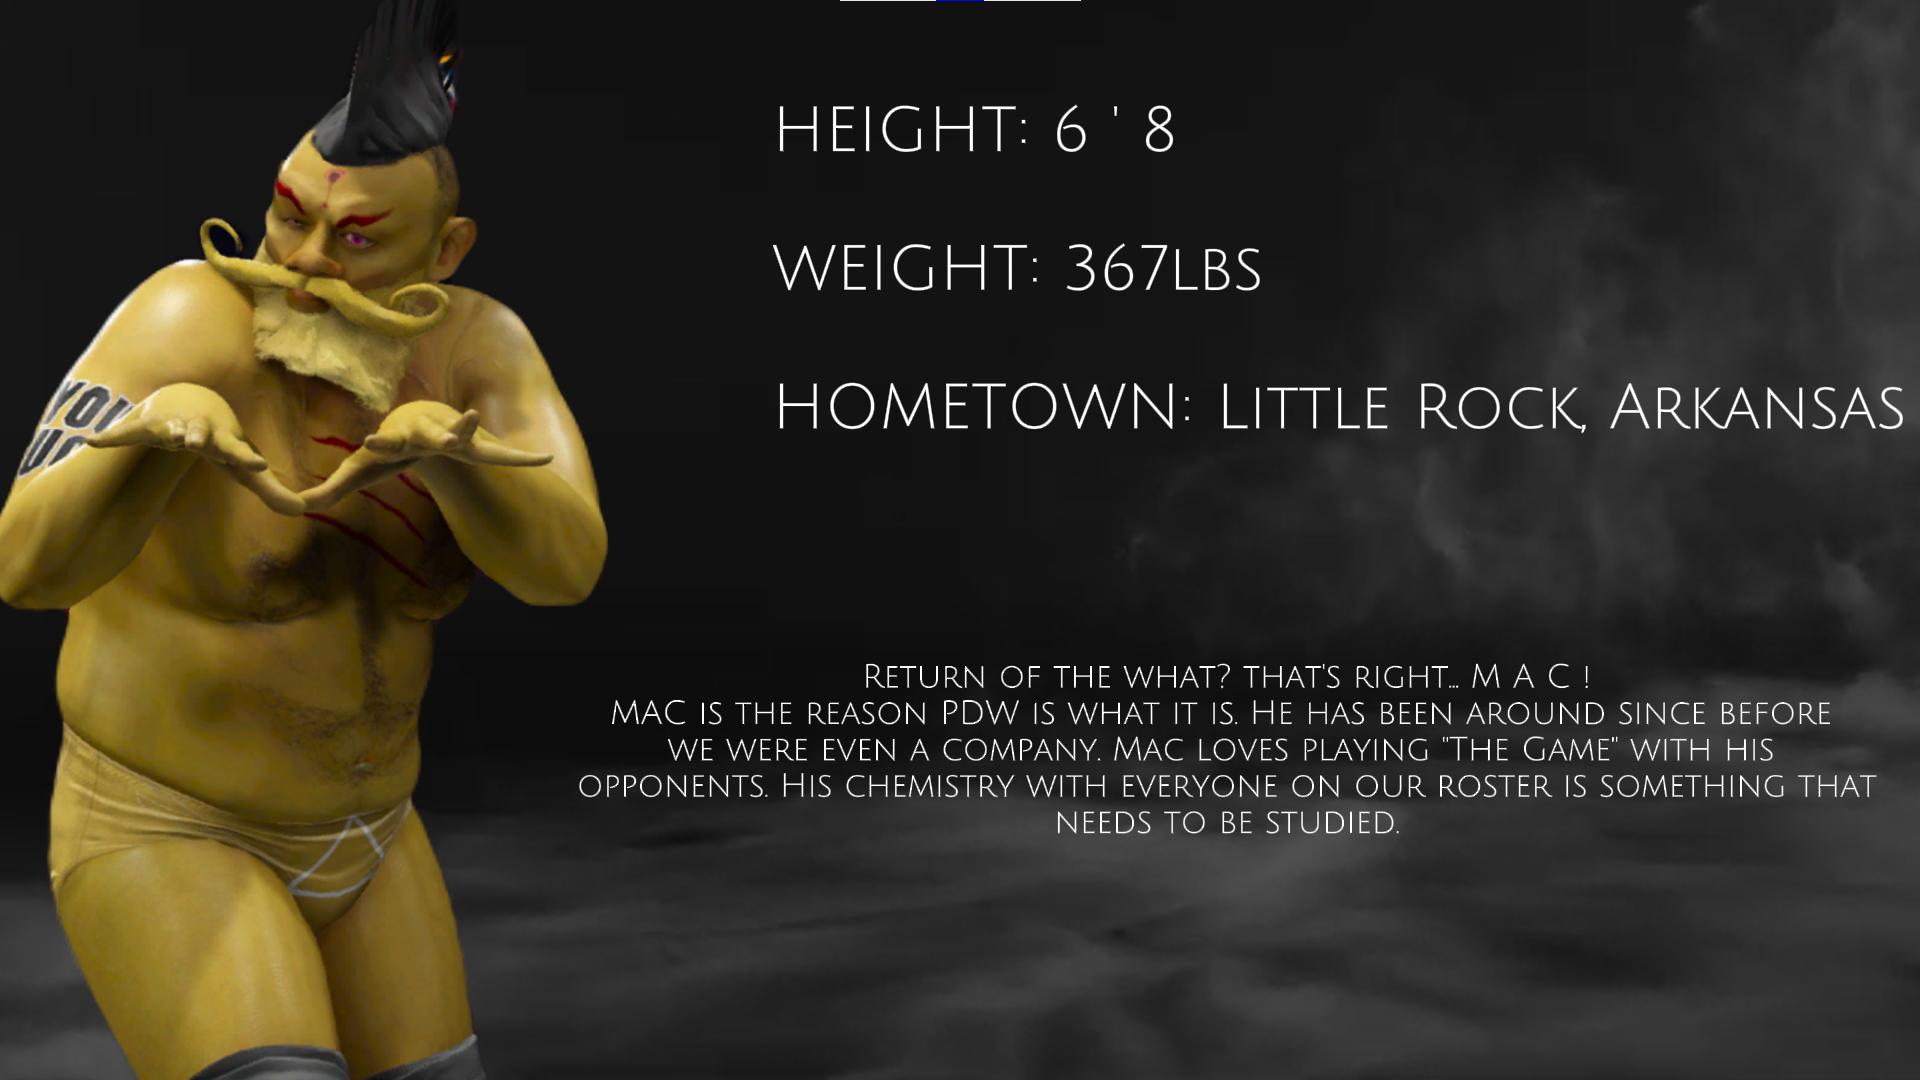 HEIGHT: 6 ' 8
WEIGHT: 367LBS
HOMETOWN: LITTLE ROCK, ARKANSAS
YOU
RETURN OF THE WHAT? THAT'S RIGHT... M A C !
MAC IS THE REASON PDW IS WHAT IT IS. HE HAS BEEN AROUND SINCE BEFORE
WE WERE EVEN A COMPANY. MAC LOVES PLAYING "THE GAME" WITH HIS
OPPONENTS. HIS CHEMISTRY WITH EVERYONE ON OUR ROSTER IS SOMETHING THAT
NEEDS TO BE STUDIED.